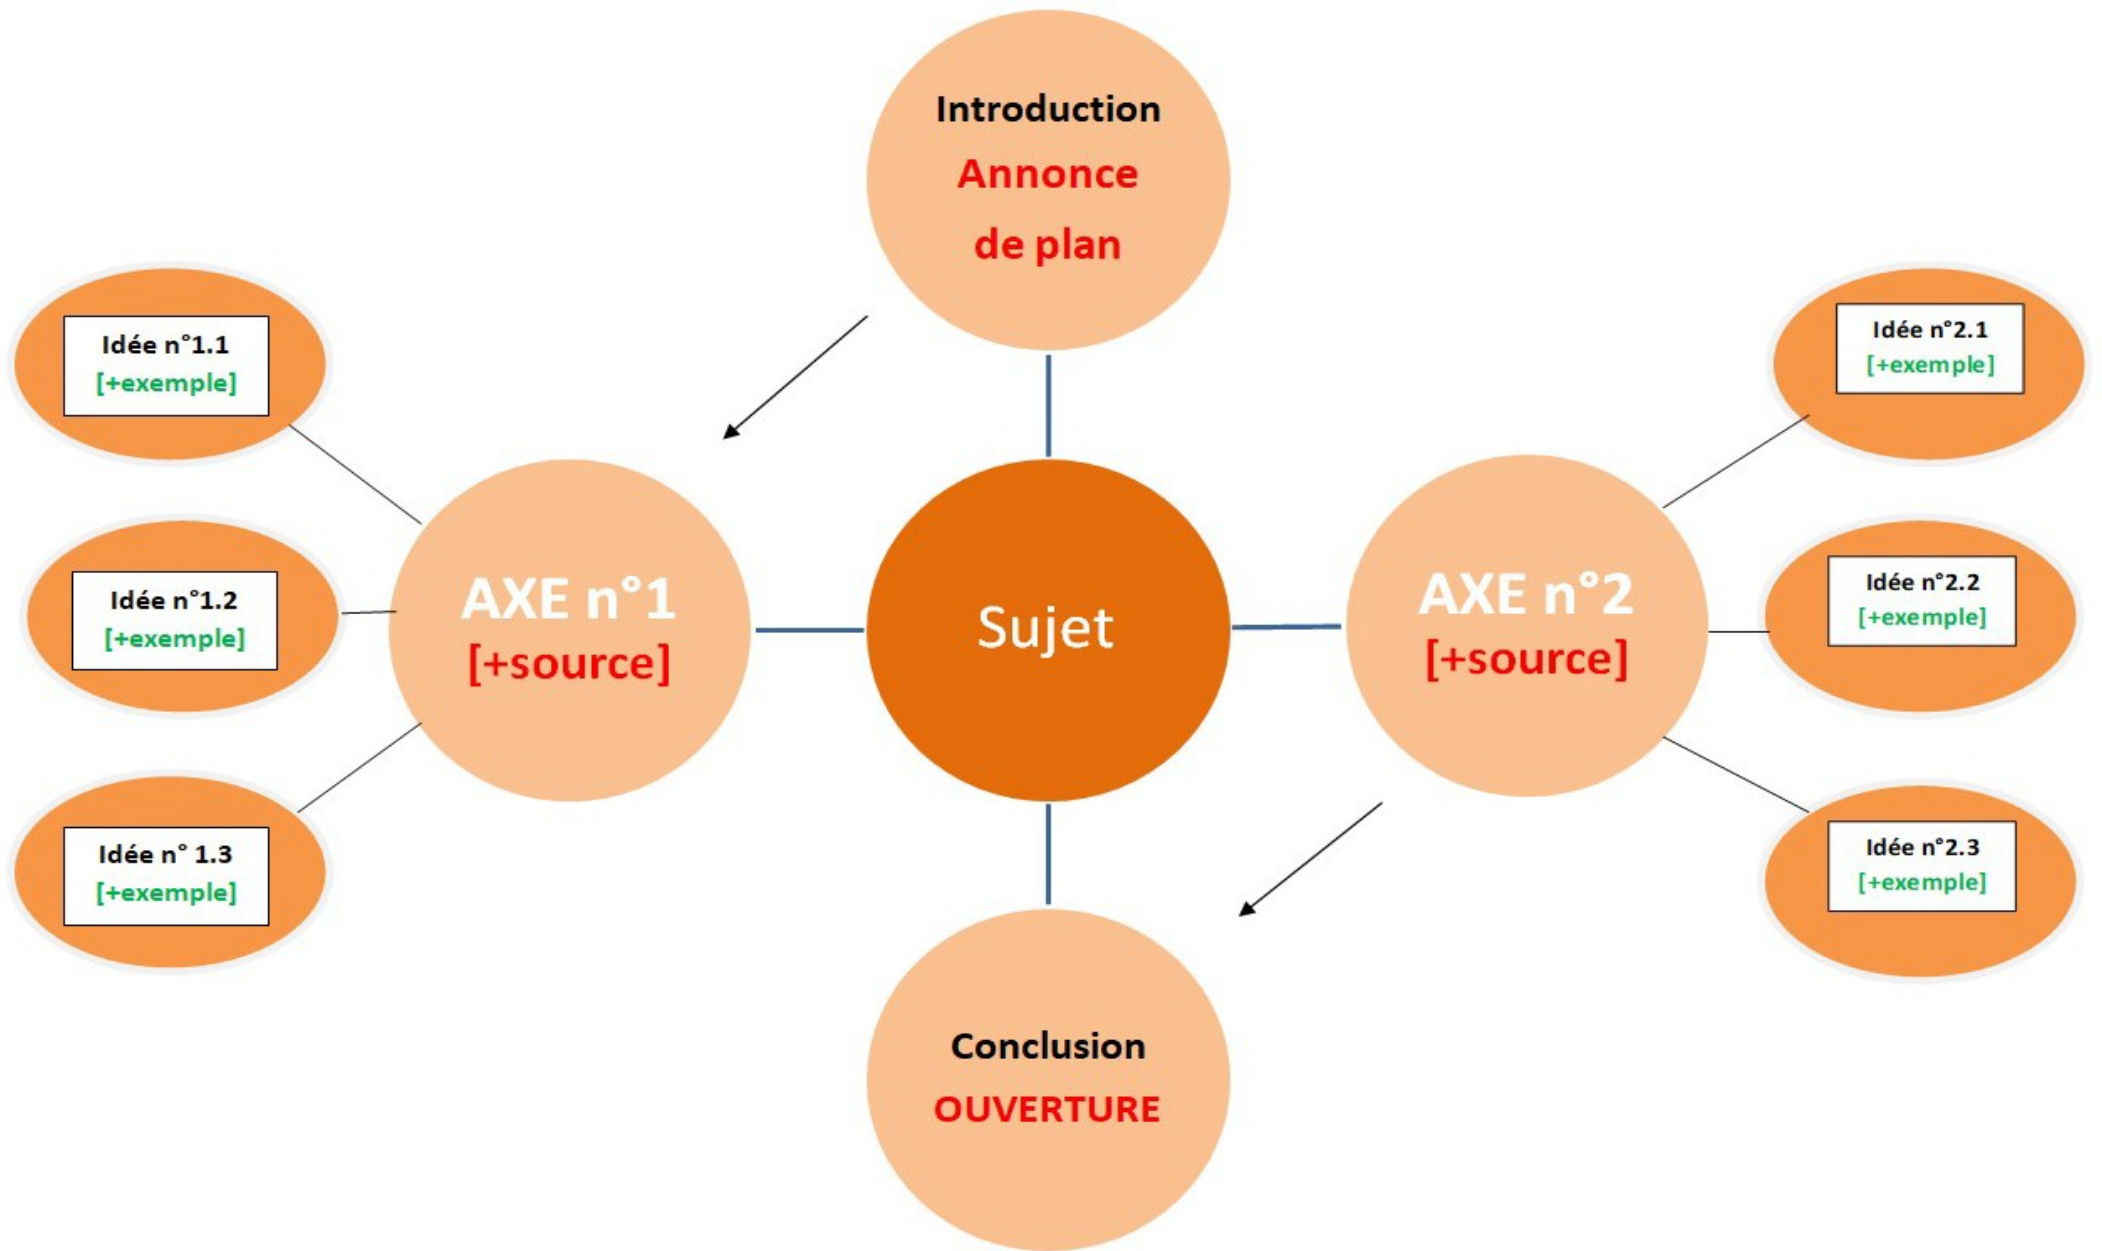 Introduction
Annonce
de plan
Idée n°1.1
[+exemple]
Idée n°1.2
[+exemple]
Idée n° 1.3
[+exemple]
AXE n°1
[+source]
Sujet
AXE n°2
[+source]
Idée n°2.1
[+exemple]
Idée n°2.2
[+exemple]
Idée n°2.3
[+exemple]
Conclusion
OUVERTURE